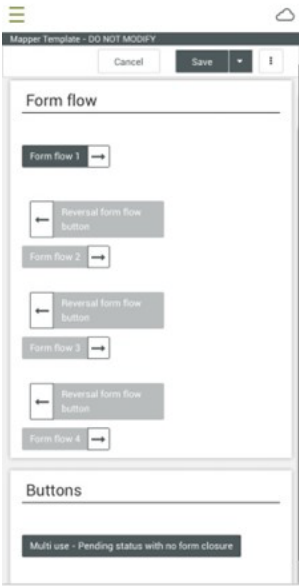 Mapper Template - DO NOT MODIFY
Cancel Save
Form flow
Form flow 1
Reversal form flow
button
Form flow 2
Reversal form flow
button
Form flow 3
Reversal form flow
button
Form flow 4
Buttons
Multi use - Pending status with no form closure